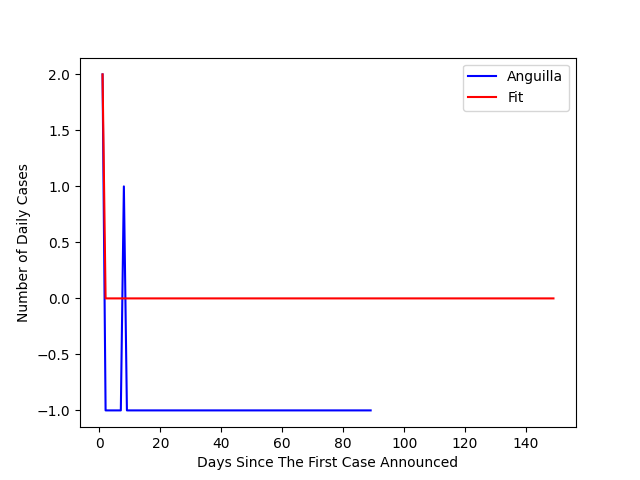 Anguilla
Fit
Number of Daily Cases
2.0
1.5
1.0
0.5
0.0
−0.5
−1.0
0 20 40 60 80 100 120 140
Days Since The First Case Announced